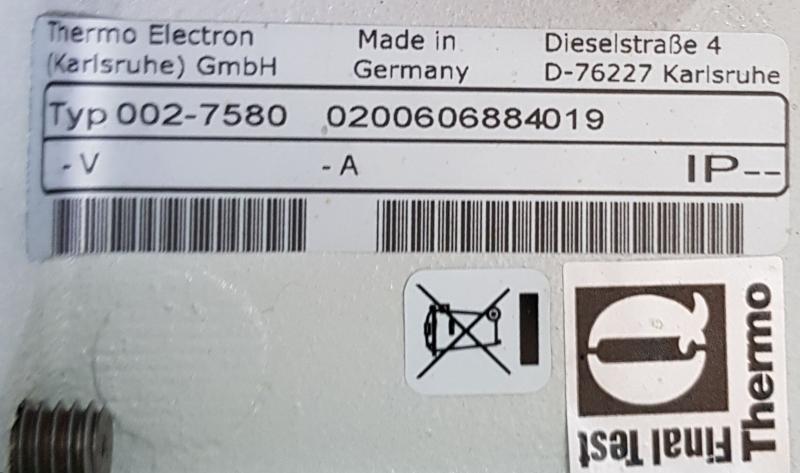 Thermo Electron Made in Dieselstraße 4
(Karlsruhe) GmbH Germany D-76227 Karlsruhe
Typ 002-7580 0200606884019
- V - A IP--
Thermo
Final Test